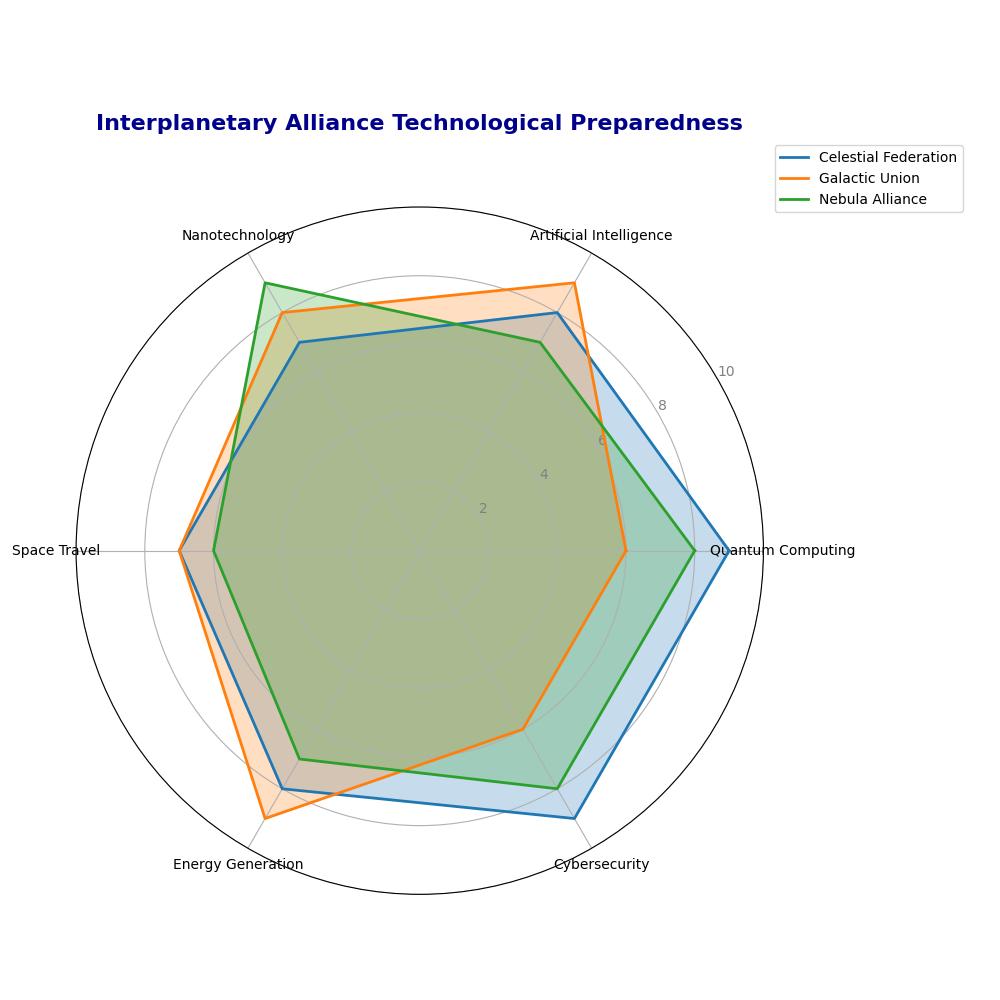 Interplanetary Alliance Technological Preparedness
Celestial Federation
Galactic Union
Nebula Alliance
Nanotechnology
Artificial Intelligence
10
8
6
4
2
Space Travel
Quantum Computing
Energy Generation
Cybersecurity